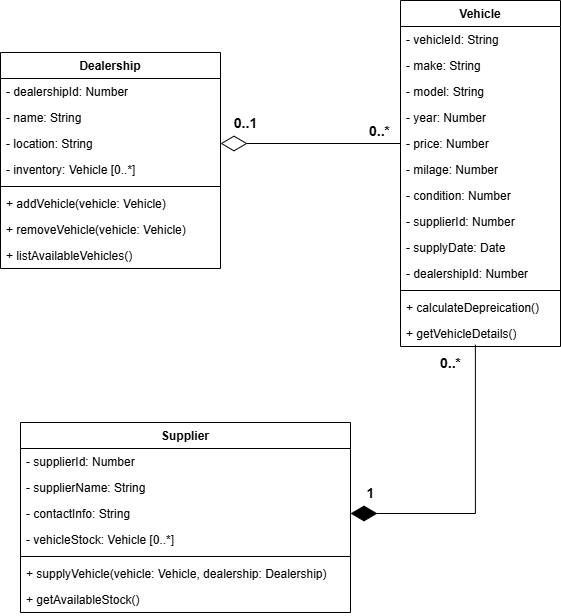 Dealership
- dealershipId: Number
- name: String
- location: String
- inventory: Vehicle [0..*]
+ addVehicle(vehicle: Vehicle)
+ removeVehicle(vehicle: Vehicle)
+ listAvailableVehicles()
0..1
0..*
Vehicle
- vehicleId: String
- make: String
- model: String
- year: Number
- price: Number
- milage: Number
- condition: Number
- supplierId: Number
- supplyDate: Date
- dealershipId: Number
+ calculateDepreication()
+ getVehicleDetails()
0..*
1
Supplier
- supplierId: Number
- supplierName: String
- contactInfo: String
- vehicleStock: Vehicle [0..*]
+ supplyVehicle(vehicle: Vehicle, dealership: Dealership)
+ getAvailableStock()